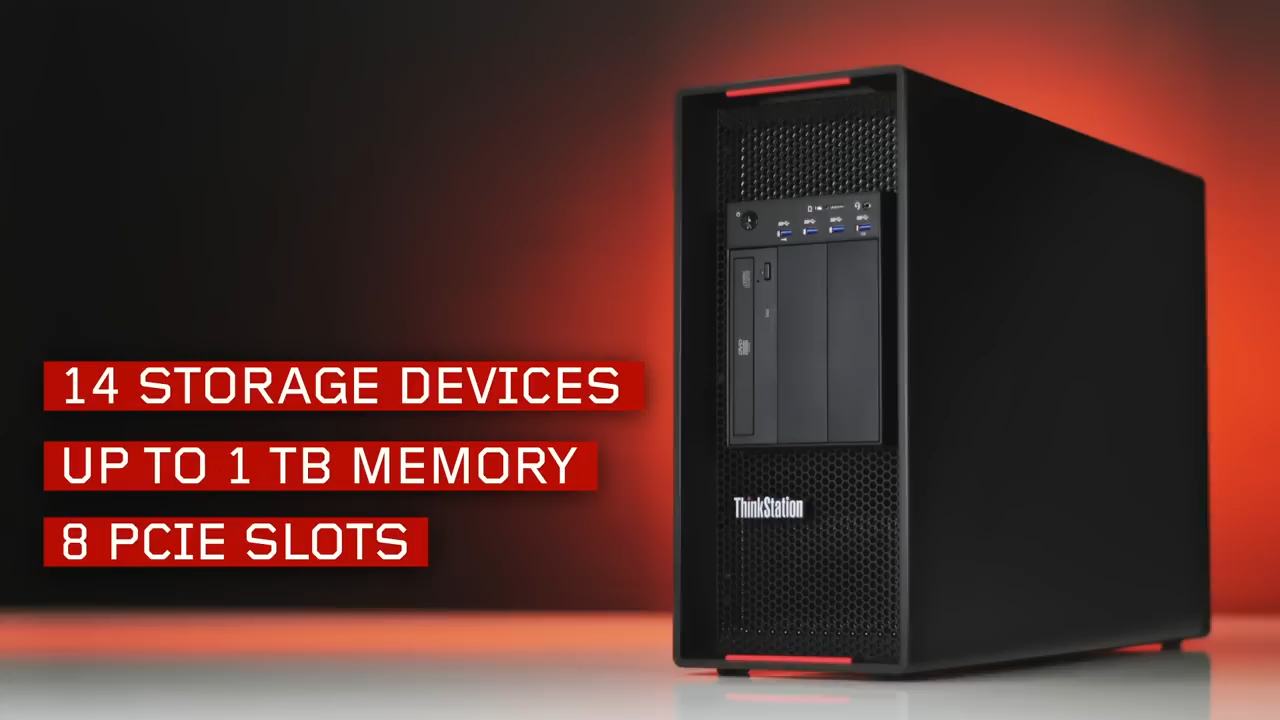 14 STORAGE DEVICES
UP TO 1 TB MEMORY
8 PCIE SLOTS
ThinkStation